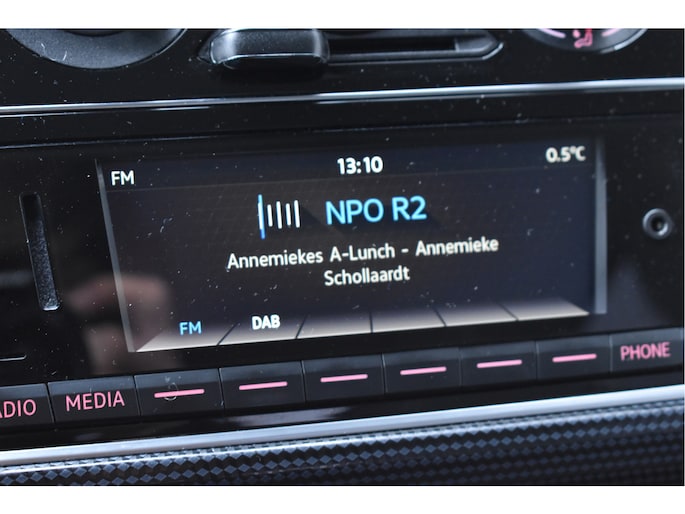 FM 13:10 0.5°C
NPO R2
Annemiekes A-Lunch - Annemieke
Schollaardt
FM DAB
ADIO MEDIA PHONE